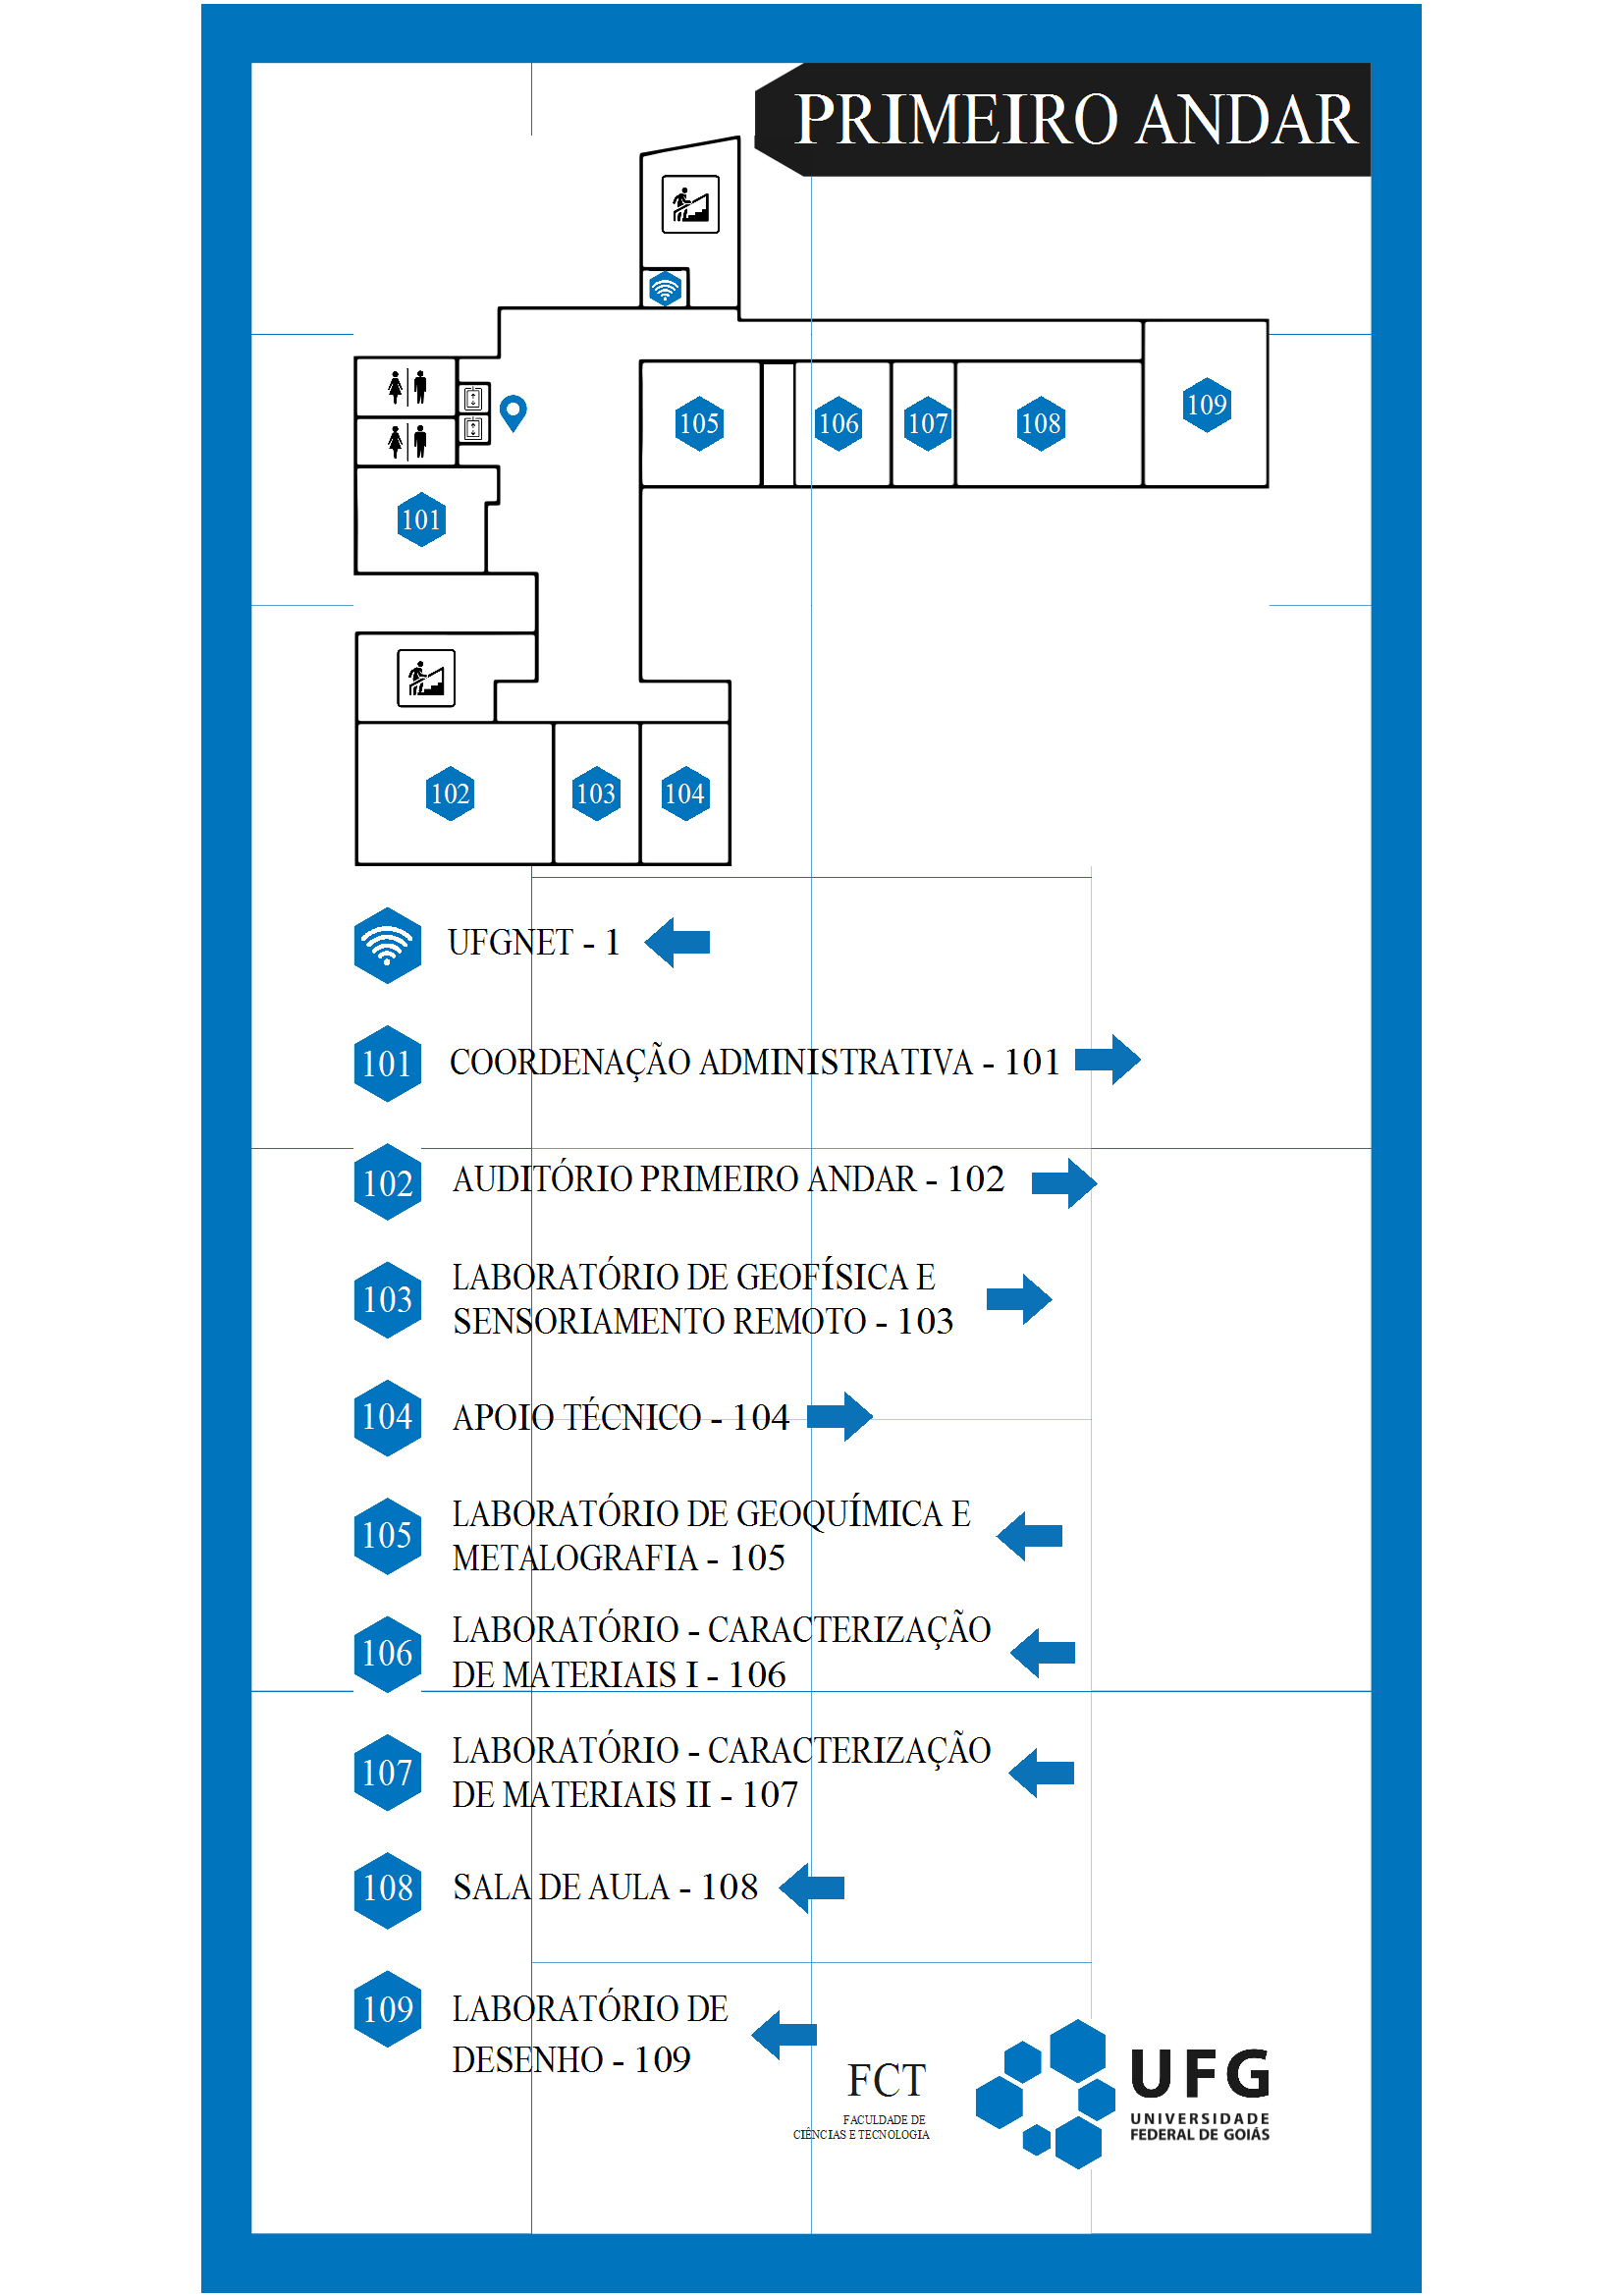 PRIMEIRO ANDAR
105
106
107
108
109
101
102
103
104
UFGNET - 1
101
COORDENAÇÃO ADMINISTRATIVA - 101
102
AUDITÓRIO PRIMEIRO ANDAR - 102
103
LABORATÓRIO DE GEOFÍSICA E
SENSORIAMENTO REMOTO - 103
104
APOIO TÉCNICO - 104
105
LABORATÓRIO DE GEOQUÍMICA E
METALOGRAFIA - 105
106
LABORATÓRIO - CARACTERIZAÇÃO
DE MATERIAIS I - 106
107
LABORATÓRIO - CARACTERIZAÇÃO
DE MATERIAIS II - 107
108
SALA DE AULA - 108
109
LABORATÓRIO DE
DESENHO - 109
FCT
FACULDADE DE
CIÊNCIAS E TECNOLOGIA
UFG
UNIVERSIDADE
FEDERAL DE GOIÁS